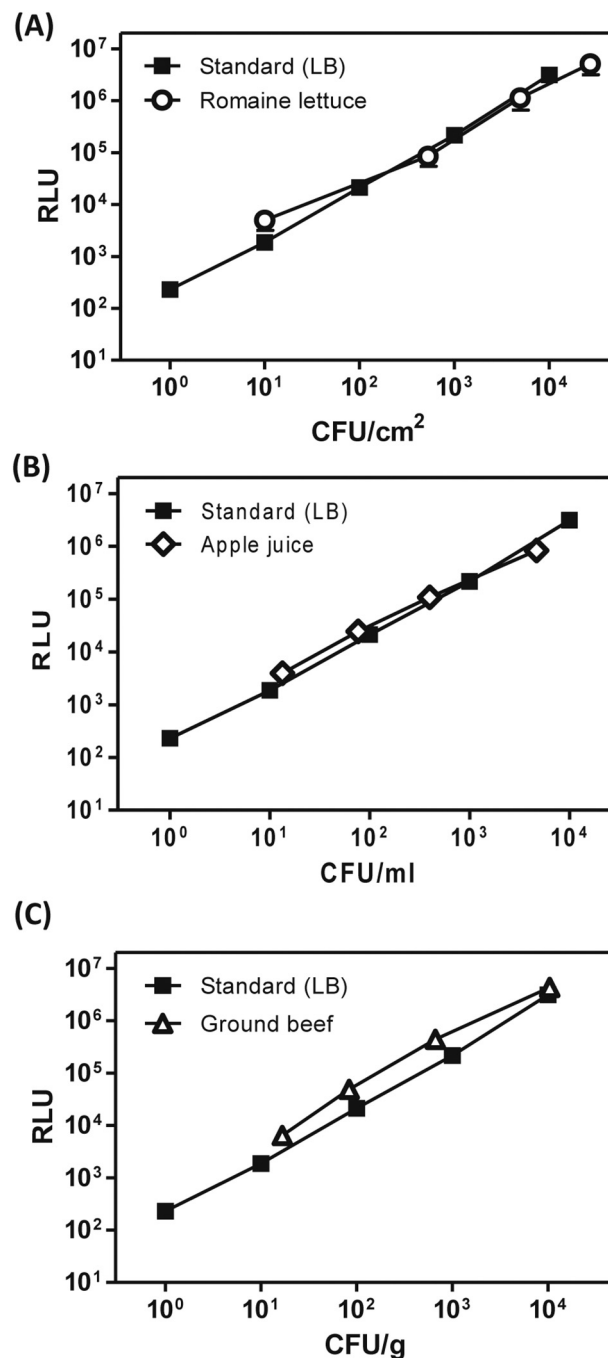 (A)
10⁷
Standard (LB)
10⁶
Romaine lettuce
10⁵
RLU
10⁴
10³
10²
10¹
10⁰ 10¹ 10² 10³ 10⁴
CFU/cm²
(B)
10⁷
Standard (LB)
10⁶
Apple juice
10⁵
RLU
10⁴
10³
10²
10¹
10⁰ 10¹ 10² 10³ 10⁴
CFU/ml
(C)
10⁷
Standard (LB)
10⁶
Ground beef
10⁵
RLU
10⁴
10³
10²
10¹
10⁰ 10¹ 10² 10³ 10⁴
CFU/g